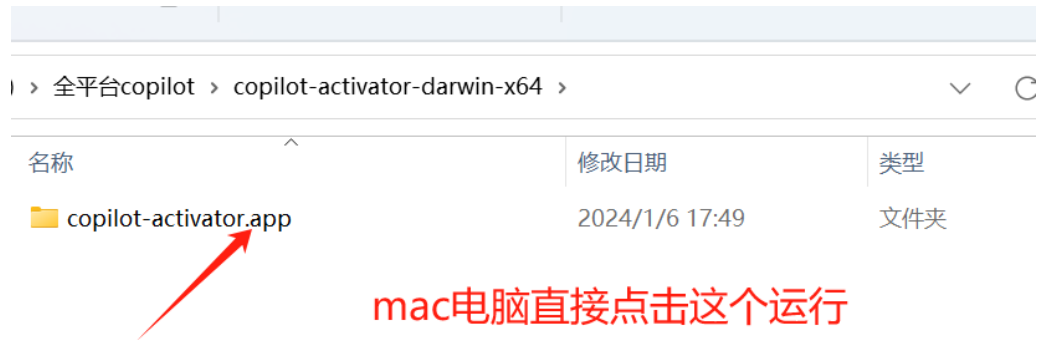 > 全平台copilot > copilot-activator-darwin-x64 >
名称 修改日期 类型
copilot-activator.app 2024/1/6 17:49 文件夹
mac电脑直接点击这个运行